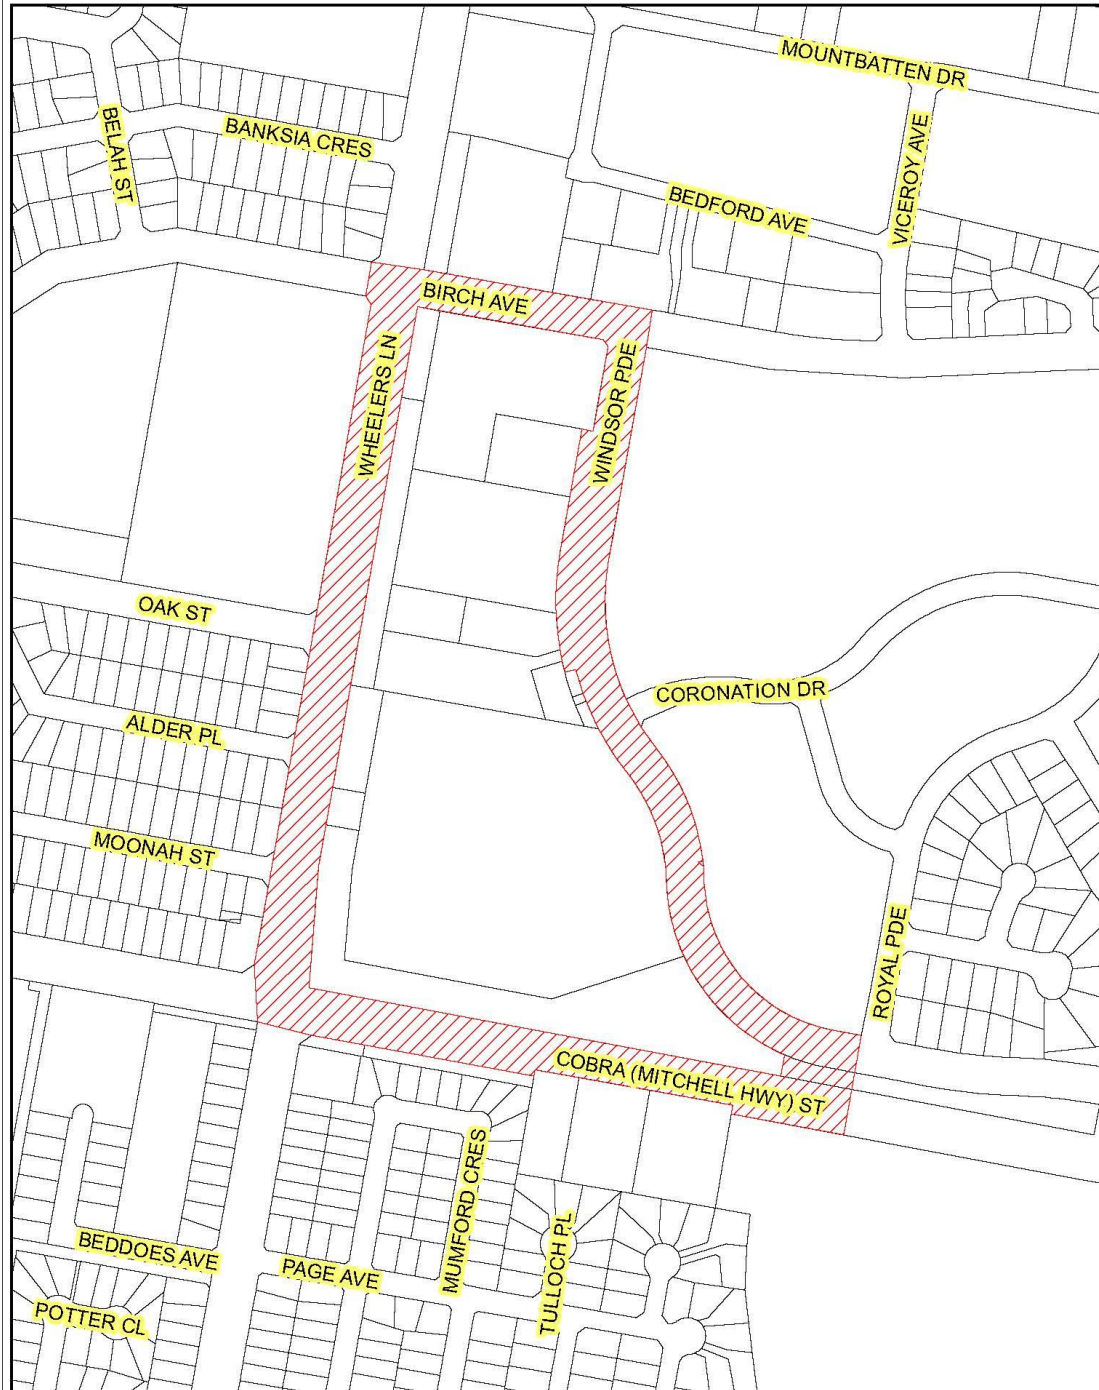 MOUNTBATTEN DR
BELAH ST
BANKSIA CRES
VICEROY AVE
BEDFORD AVE
BIRCH AVE
WHEELERS LN
WINDSOR PDE
OAK ST
CORONATION DR
ALDER PL
MOONAH ST
ROYAL PDE
COBRA (MITCHELL HWY) ST
MUMFORD CRES
TULLOCH PL
BEDDOES AVE
PAGE AVE
POTTER CL